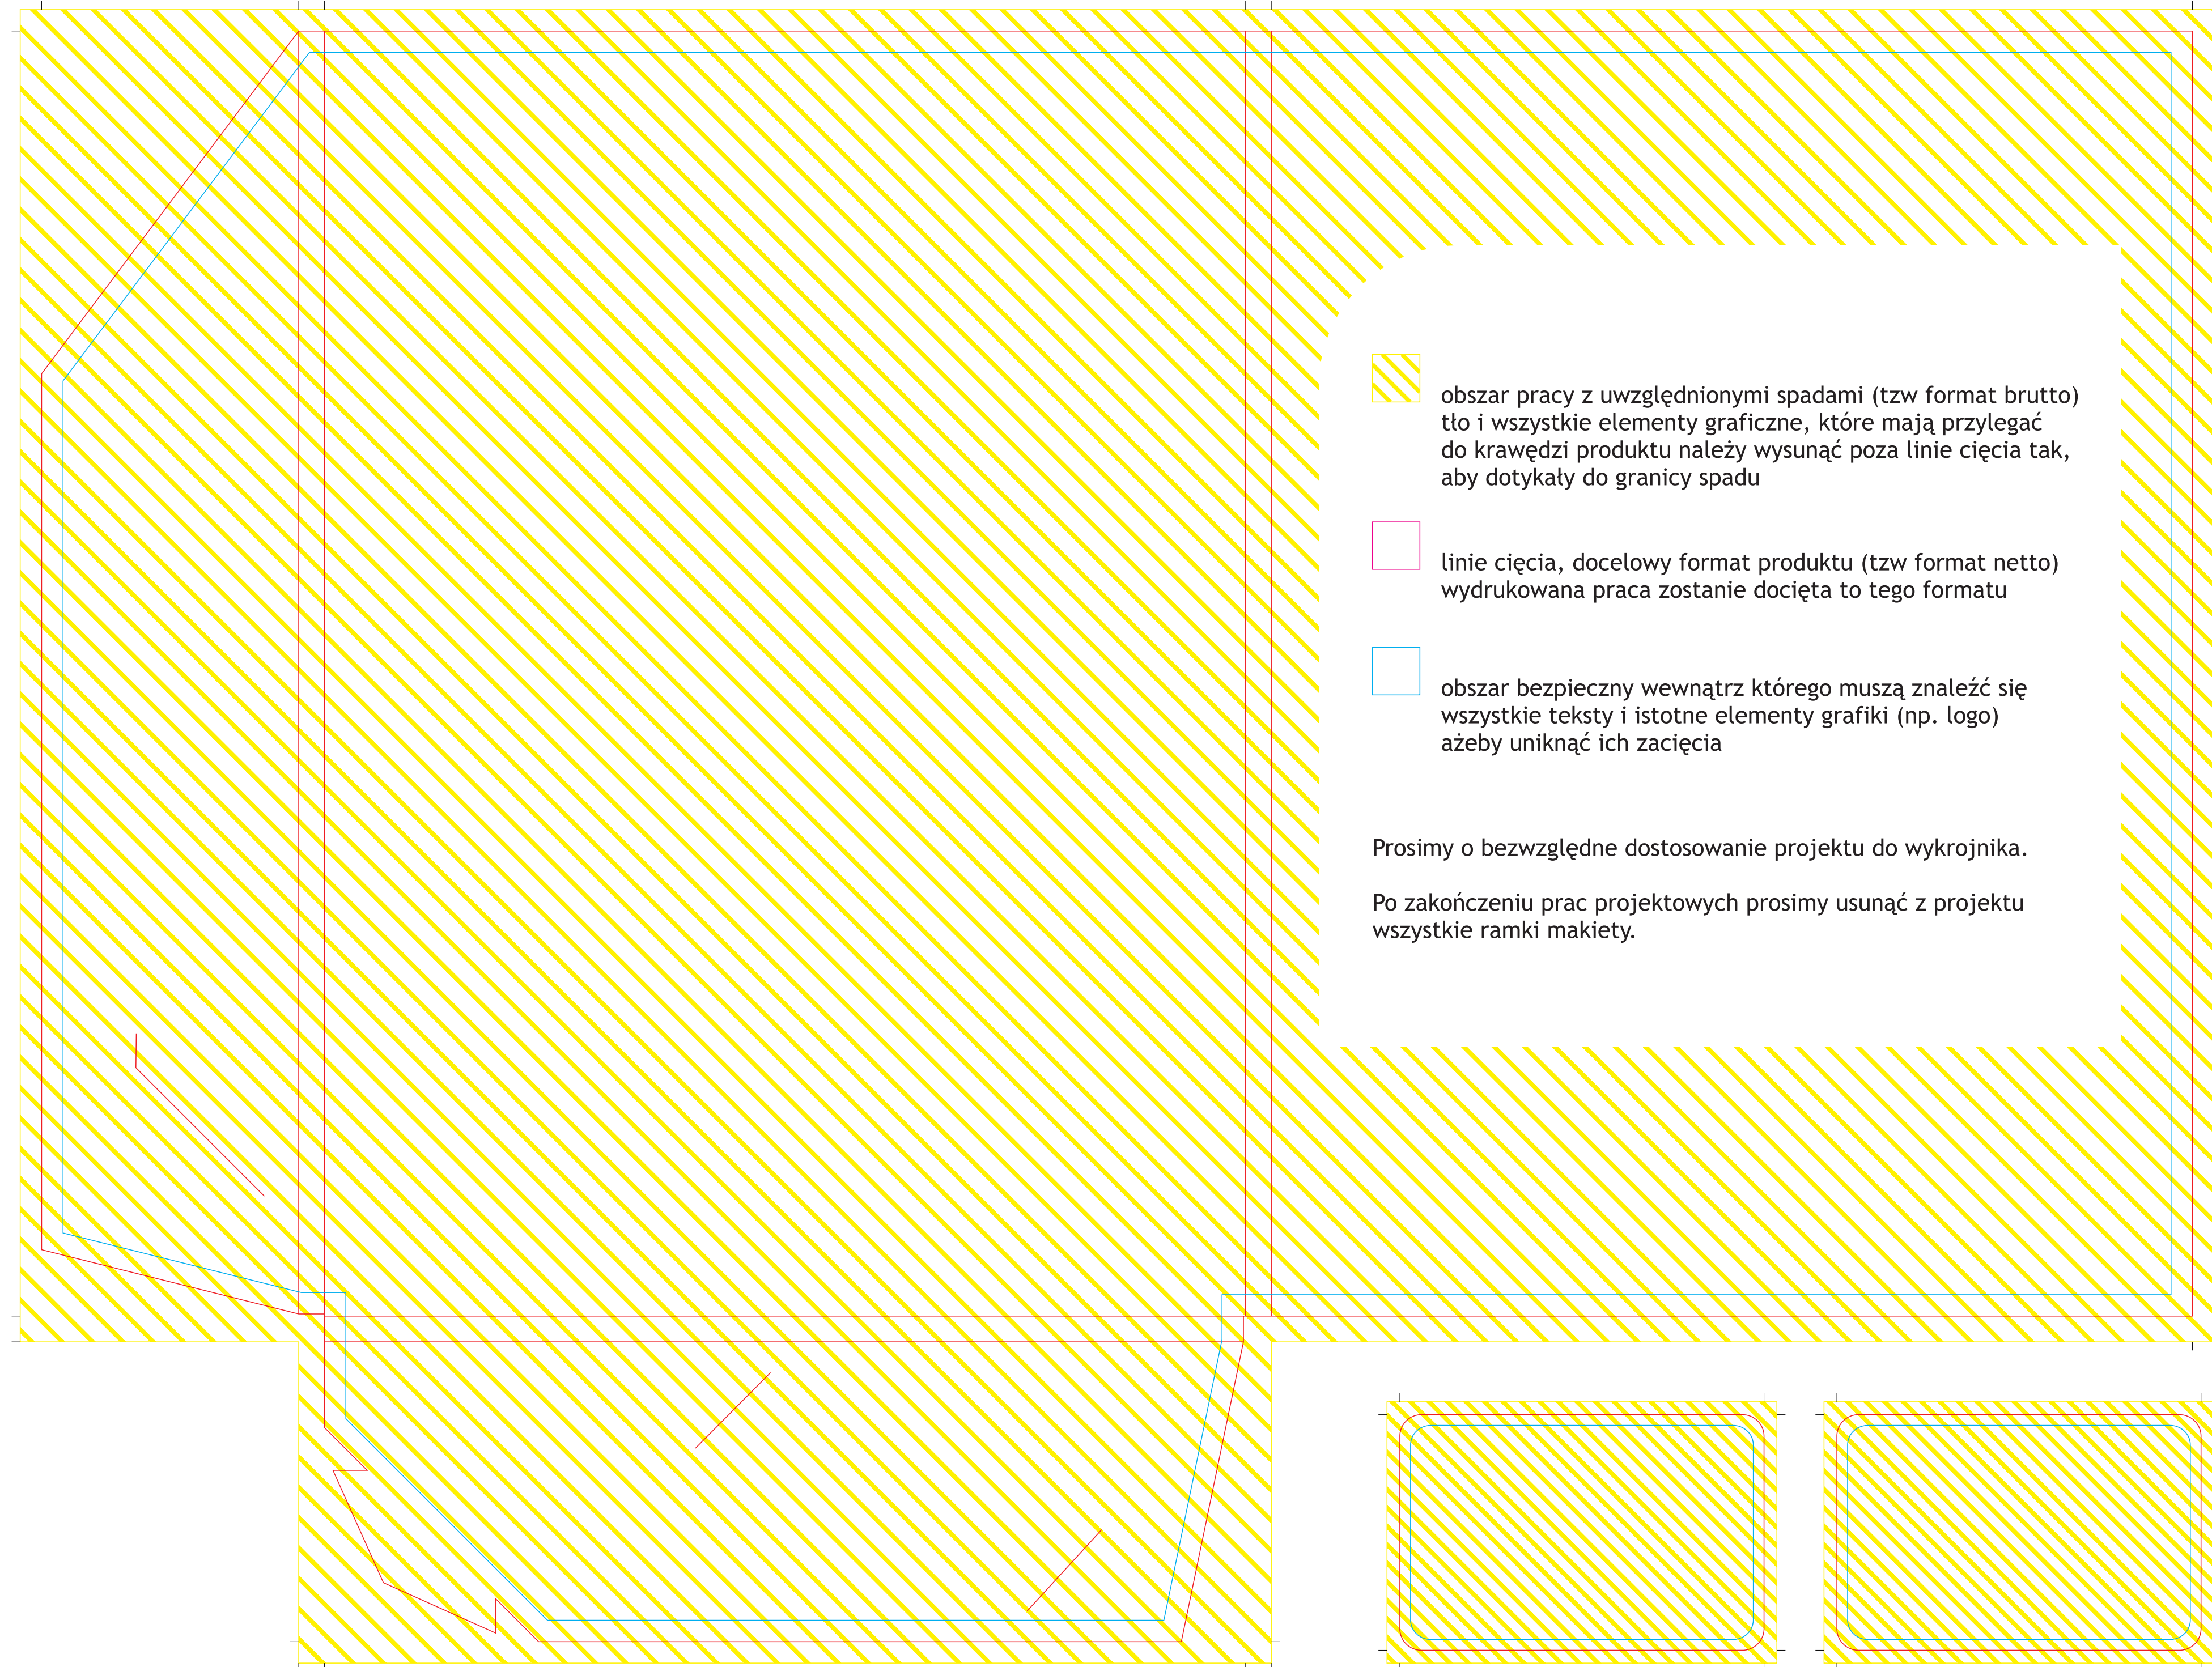 obszar pracy z uwzględnionymi spadami (tzw format brutto)
tło i wszystkie elementy graficzne, które mają przylegać
do krawędzi produktu należy wysunąć poza linie cięcia tak,
aby dotykały do granicy spadu
linie cięcia, docelowy format produktu (tzw format netto)
wydrukowana praca zostanie docięta to tego formatu
obszar bezpieczny wewnątrz którego muszą znaleźć się
wszystkie teksty i istotne elementy grafiki (np. logo)
ażeby uniknąć ich zacięcia
Prosimy o bezwzględne dostosowanie projektu do wykrojnika.
Po zakończeniu prac projektowych prosimy usunąć z projektu
wszystkie ramki makiety.